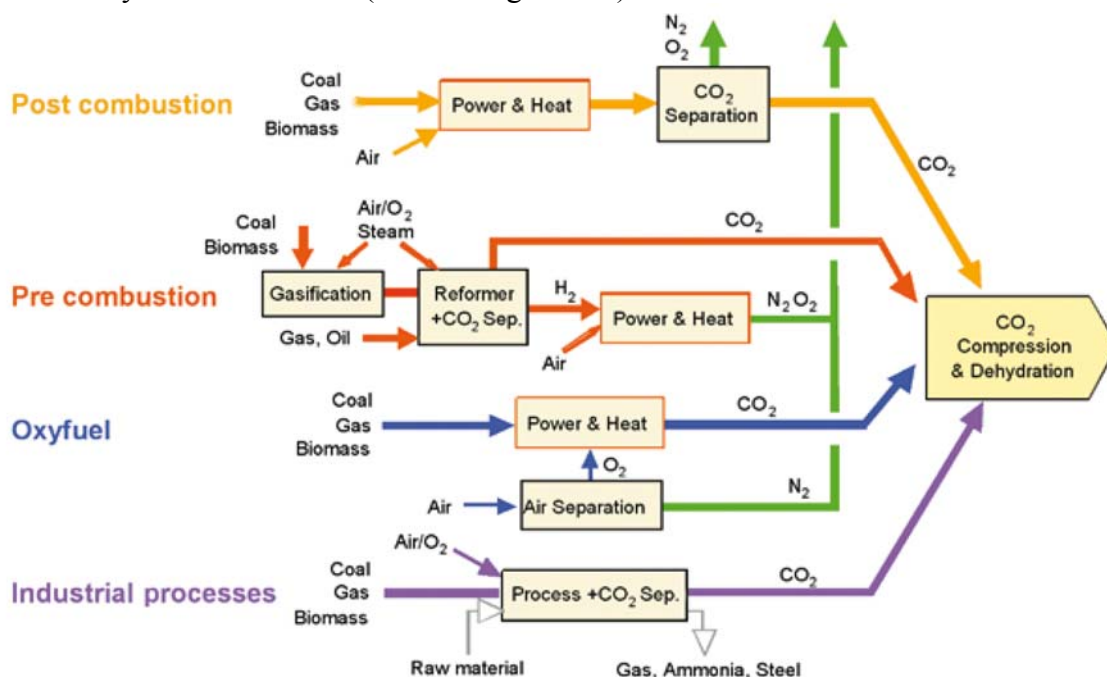 N₂
O₂
Post combustion
Coal
Gas
Biomass
Air
Power & Heat
CO₂
Separation
CO₂
Pre combustion
Coal
Biomass
Air/O₂
Steam
Gasification
Gas, Oil
Reformer
+CO₂ Sep.
CO₂
H₂
Air
Power & Heat
N₂ O₂
CO₂
Compression
& Dehydration
Oxyfuel
Coal
Gas
Biomass
Power & Heat
CO₂
O₂
Air
Air Separation
N₂
Industrial processes
Air/O₂
Coal
Gas
Biomass
Process +CO₂ Sep.
CO₂
Raw material
Gas, Ammonia, Steel